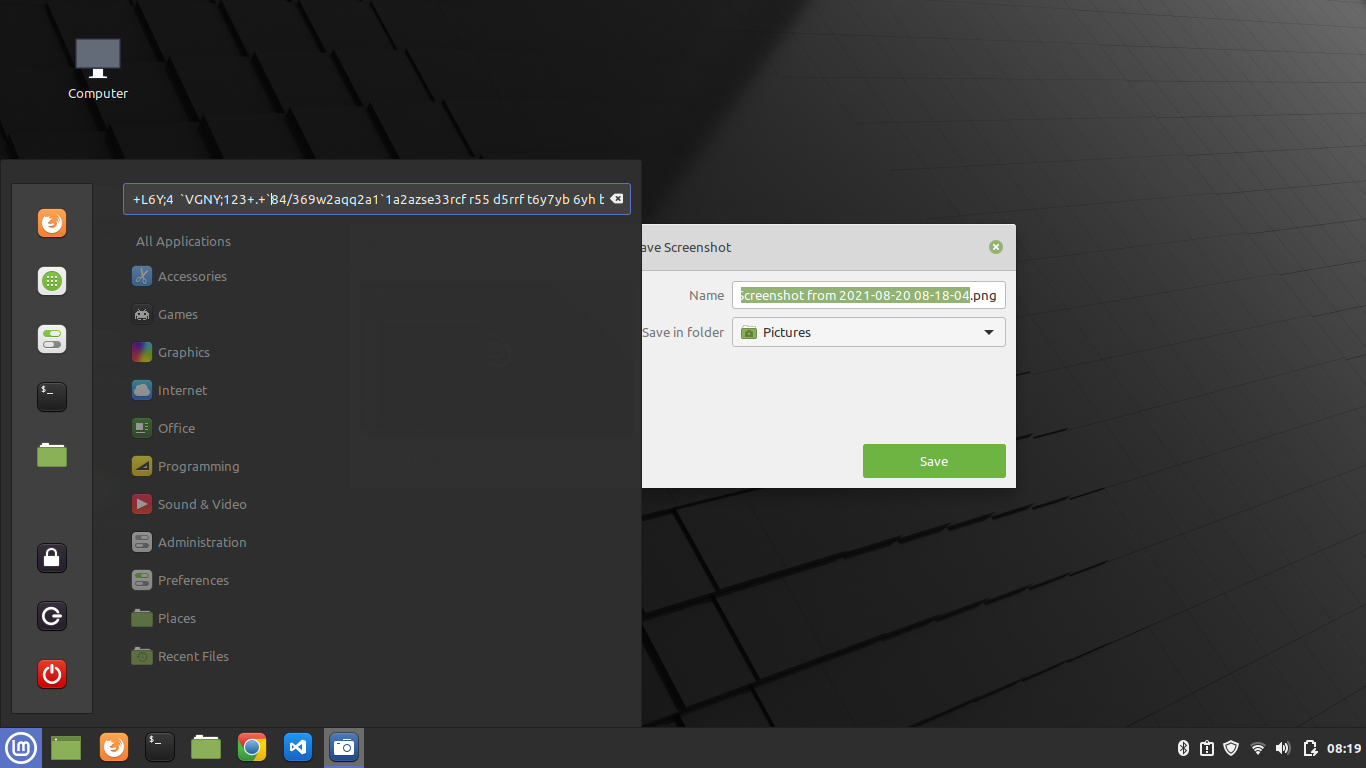 Computer
+L6Y;4 `VGNY;123+.+`84/369w2aqq2a1`1a2azse33rcf r55 d5rrf t6y7yb 6yh
All Applications
Accessories
Games
Graphics
Internet
Office
Programming
Sound & Video
Administration
Preferences
Places
Recent Files
ave Screenshot
Name
Screenshot from 2021-08-20 08-18-04.png
Save in folder
Pictures
Save
$_
$_
08:19